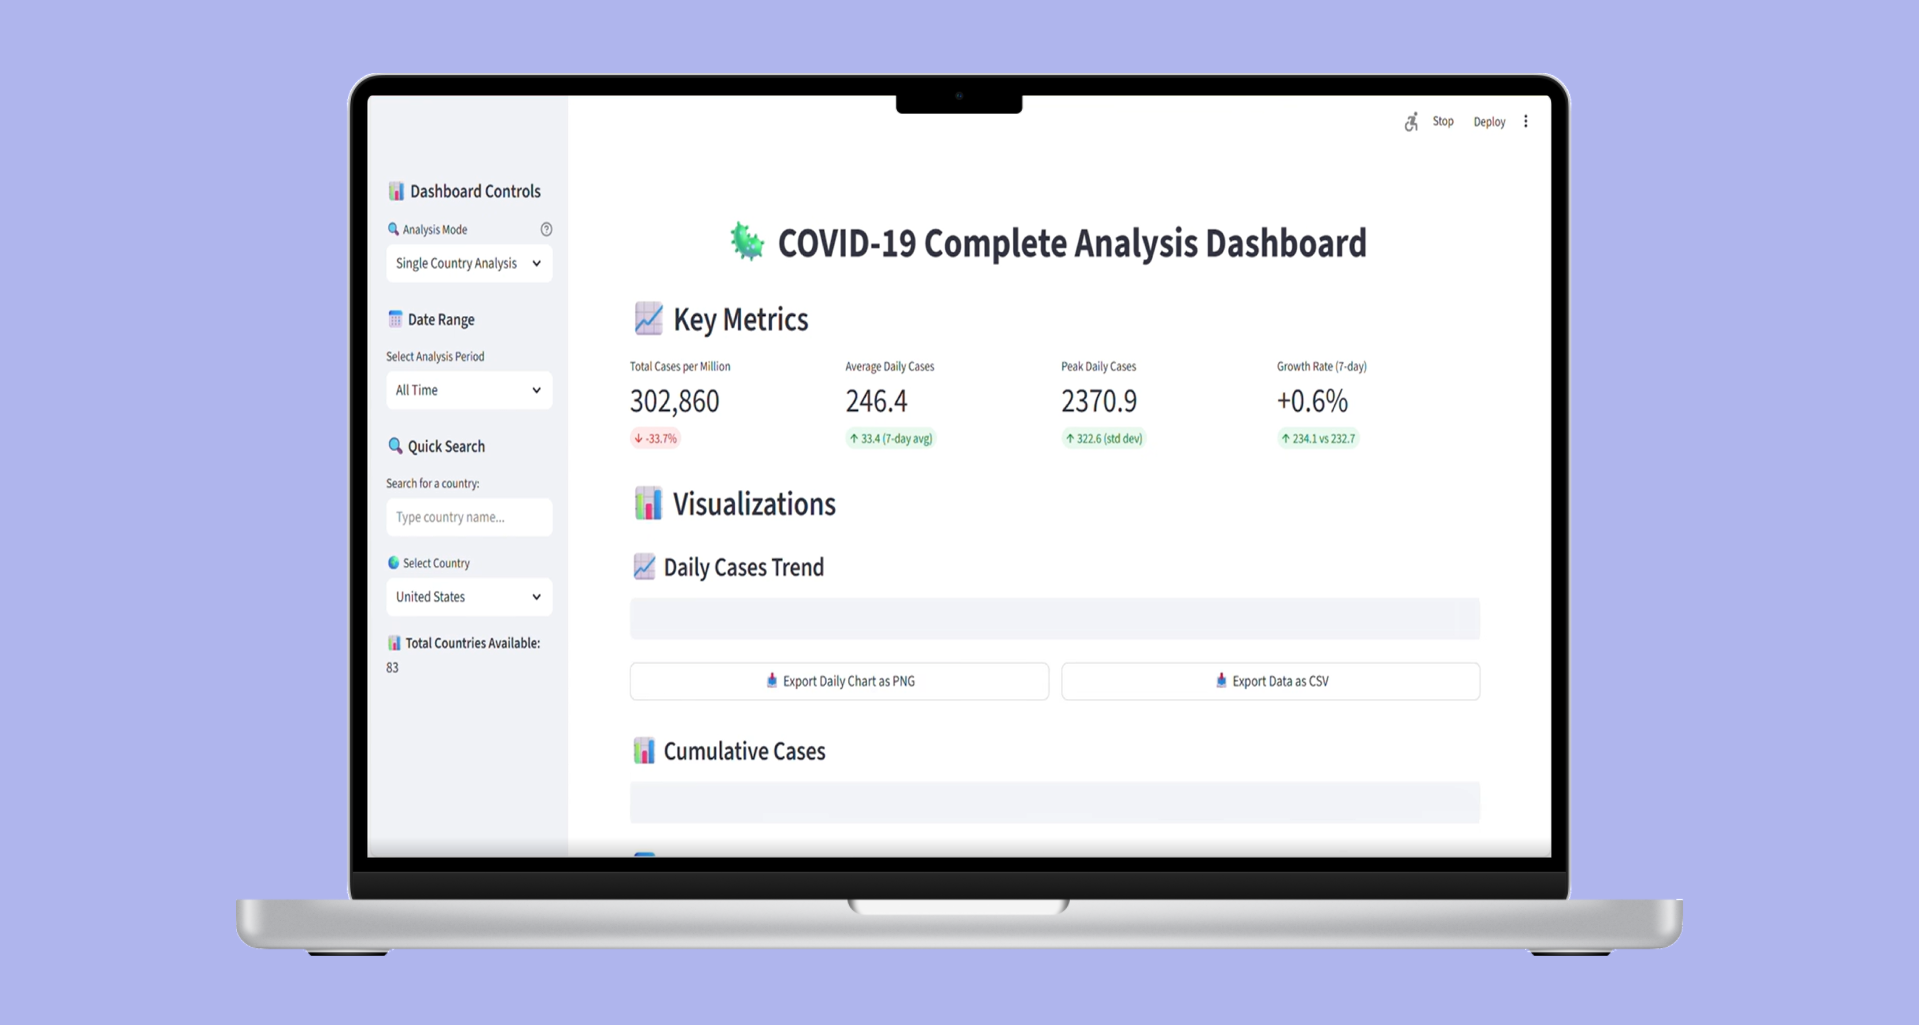 Stop Deploy
Dashboard Controls
Analysis Mode
Single Country Analysis
Date Range
Select Analysis Period
All Time
Quick Search
Search for a country:
Type country name...
Select Country
United States
Total Countries Available:
83
COVID-19 Complete Analysis Dashboard
Key Metrics
Total Cases per Million
302,860
↓ -33.7%
Average Daily Cases
246.4
↑ 33.4 (7-day avg)
Peak Daily Cases
2370.9
↑ 322.6 (std dev)
Growth Rate (7-day)
+0.6%
↑ 234.1 vs 232.7
Visualizations
Daily Cases Trend
Export Daily Chart as PNG
Export Data as CSV
Cumulative Cases